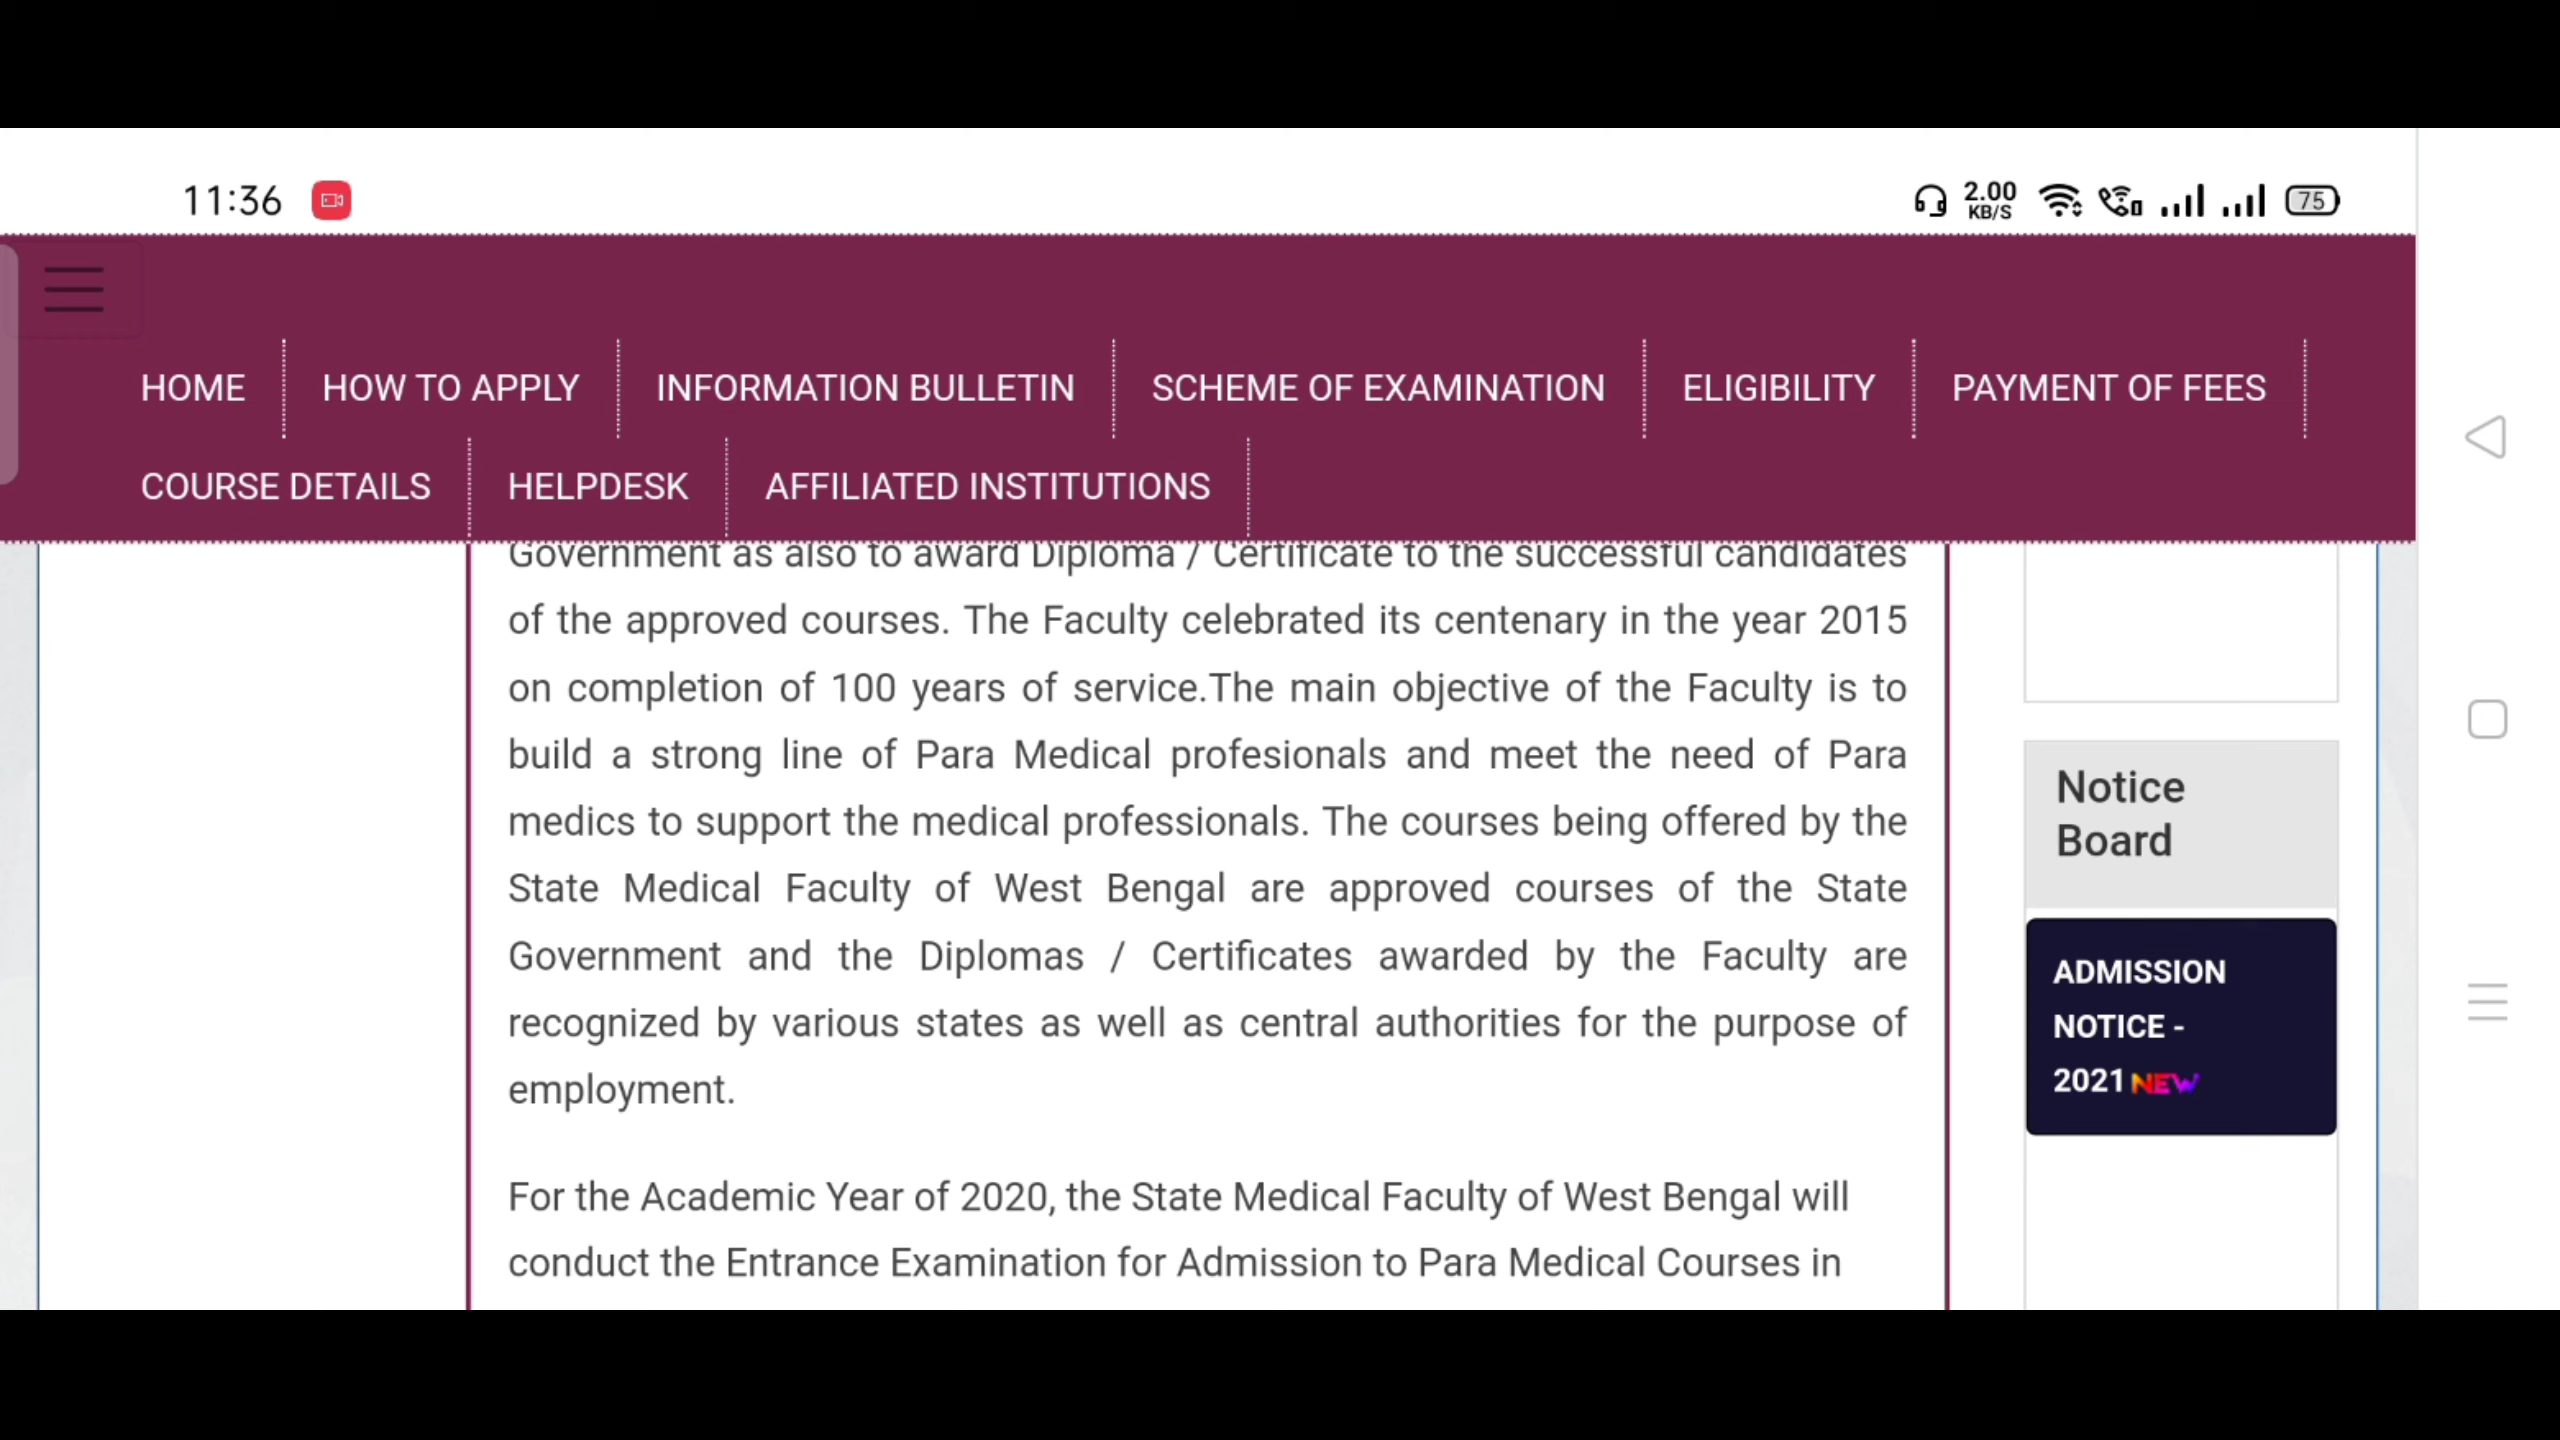 11:36
2.00
KB/S
75
HOME
HOW TO APPLY
INFORMATION BULLETIN
SCHEME OF EXAMINATION
ELIGIBILITY
PAYMENT OF FEES
COURSE DETAILS
HELPDESK
AFFILIATED INSTITUTIONS
Government as also to award Diploma / Certificate to the successful candidates
of the approved courses. The Faculty celebrated its centenary in the year 2015
on completion of 100 years of service.The main objective of the Faculty is to
build a strong line of Para Medical profesionals and meet the need of Para
medics to support the medical professionals. The courses being offered by the
State Medical Faculty of West Bengal are approved courses of the State
Government and the Diplomas / Certificates awarded by the Faculty are
recognized by various states as well as central authorities for the purpose of
employment.
For the Academic Year of 2020, the State Medical Faculty of West Bengal will
conduct the Entrance Examination for Admission to Para Medical Courses in
Notice
Board
ADMISSION
NOTICE -
2021 NEW